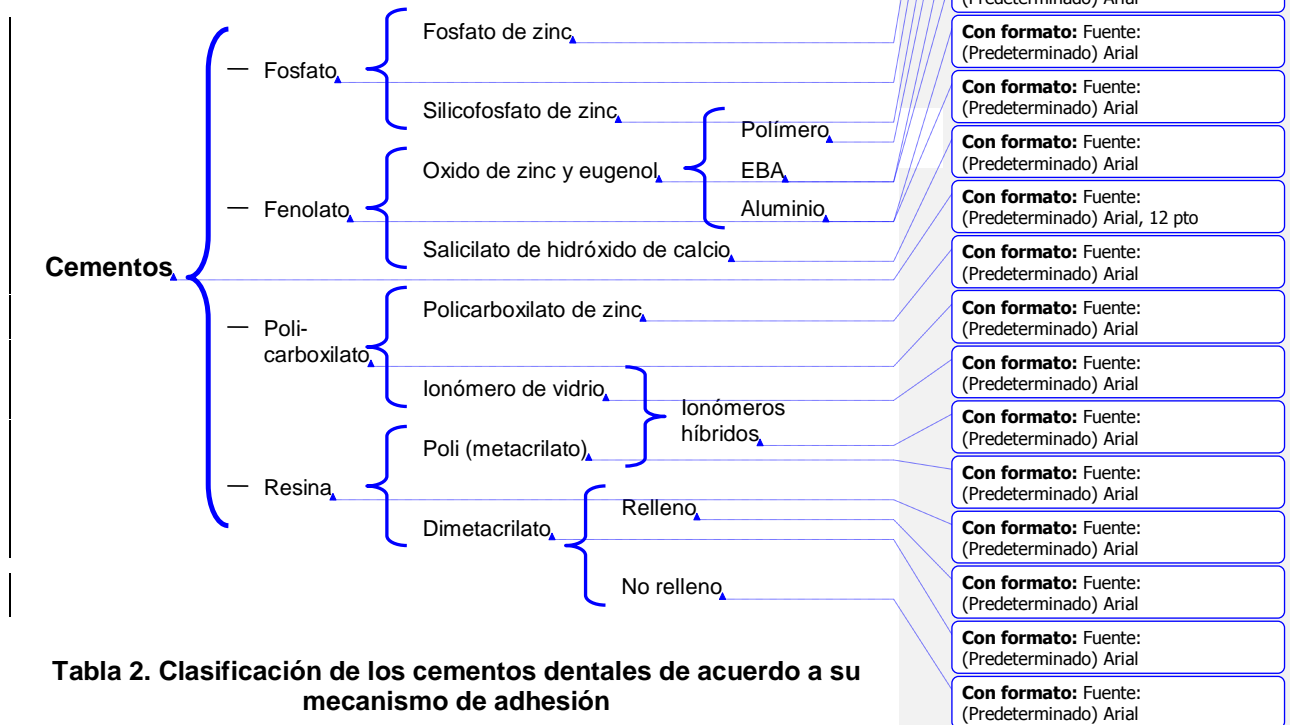 Fosfato de zinc
— Fosfato
Silicofosfato de zinc
Polímero
Oxido de zinc y eugenol
EBA
— Fenolato
Aluminio
Salicilato de hidróxido de calcio
Cementos
Policarboxilato de zinc
— Poli-
carboxilato
Ionómero de vidrio
Ionómeros
híbridos
Poli (metacrilato)
— Resina
Relleno
Dimetacrilato
No relleno
Tabla 2. Clasificación de los cementos dentales de acuerdo a su
mecanismo de adhesión
(Predeterminado) Arial
Con formato: Fuente:
(Predeterminado) Arial
Con formato: Fuente:
(Predeterminado) Arial
Con formato: Fuente:
(Predeterminado) Arial
Con formato: Fuente:
(Predeterminado) Arial, 12 pto
Con formato: Fuente:
(Predeterminado) Arial
Con formato: Fuente:
(Predeterminado) Arial
Con formato: Fuente:
(Predeterminado) Arial
Con formato: Fuente:
(Predeterminado) Arial
Con formato: Fuente:
(Predeterminado) Arial
Con formato: Fuente:
(Predeterminado) Arial
Con formato: Fuente:
(Predeterminado) Arial
Con formato: Fuente:
(Predeterminado) Arial
Con formato: Fuente:
(Predeterminado) Arial